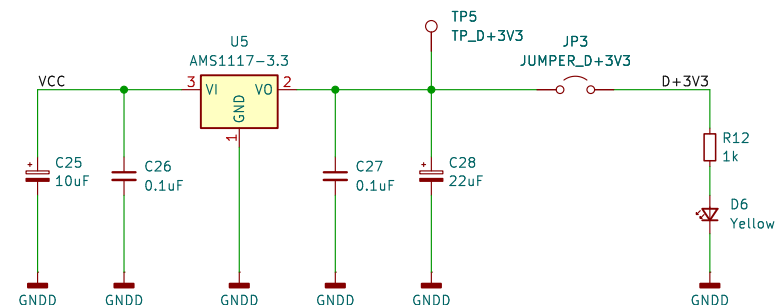 TP5
TP_D+3V3
U5
AMS1117-3.3
JP3
JUMPER_D+3V3
VCC
3
VI
VO
2
GND
1
D+3V3
C25
10uF
C26
0.1uF
C27
0.1uF
C28
22uF
R12
1k
D6
Yellow
GNDD
GNDD
GNDD
GNDD
GNDD
GNDD